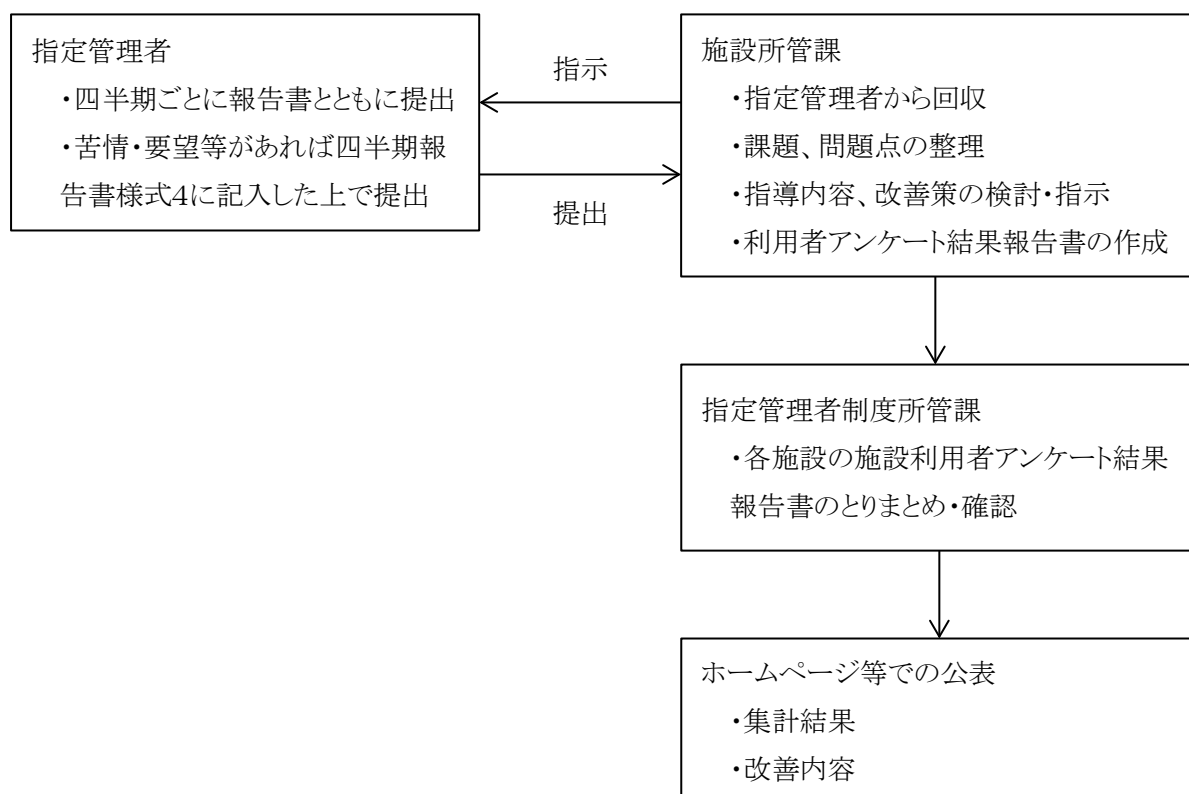 指定管理者
・四半期ごとに報告書とともに提出
・苦情・要望等があれば四半期報
告書様式4に記入した上で提出
指示
提出
施設所管課
・指定管理者から回収
・課題、問題点の整理
・指導内容、改善策の検討・指示
・利用者アンケート結果報告書の作成
指定管理者制度所管課
・各施設の施設利用者アンケート結果
報告書のとりまとめ・確認
ホームページ等での公表
・集計結果
・改善内容